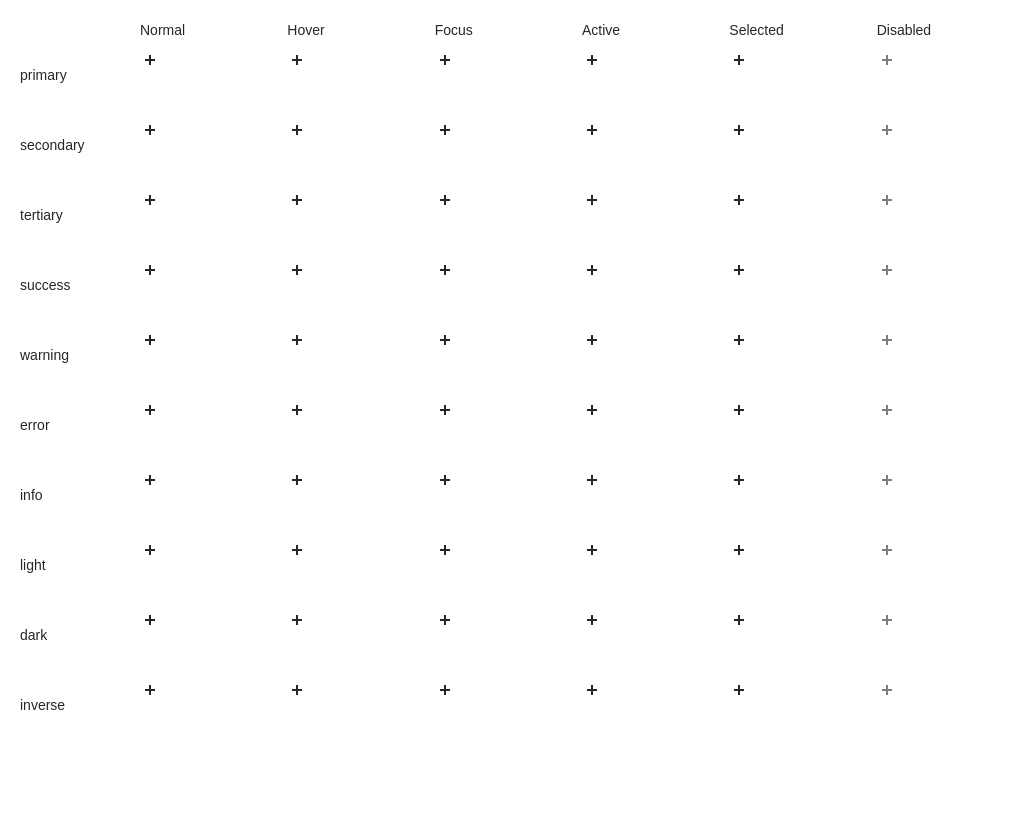 Normal Hover Focus Active Selected Disabled
primary
secondary
tertiary
success
warning
error
info
light
dark
inverse